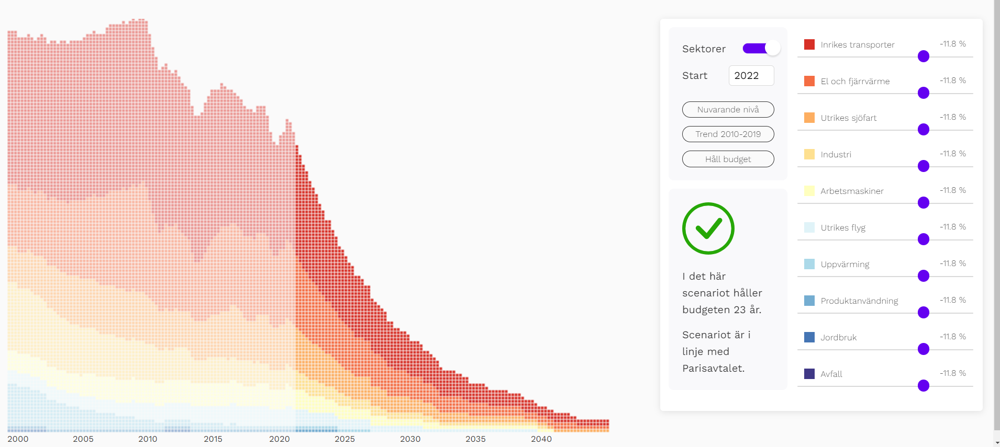 Sektorer
Start 2022
Nuvarande nivå
Trend 2010-2019
Håll budget
I det här
scenariot håller
budgeten 23 år.
Scenariot är i
linje med
Parisavtalet.
Inrikes transporter -11.8 %
El och fjärrvärme -11.8 %
Utrikes sjöfart -11.8 %
Industri -11.8 %
Arbetsmaskiner -11.8 %
Utrikes flyg -11.8 %
Uppvärming -11.8 %
Produktanvändning -11.8 %
Jordbruk -11.8 %
Avfall -11.8 %
2000 2005 2010 2015 2020 2025 2030 2035 2040